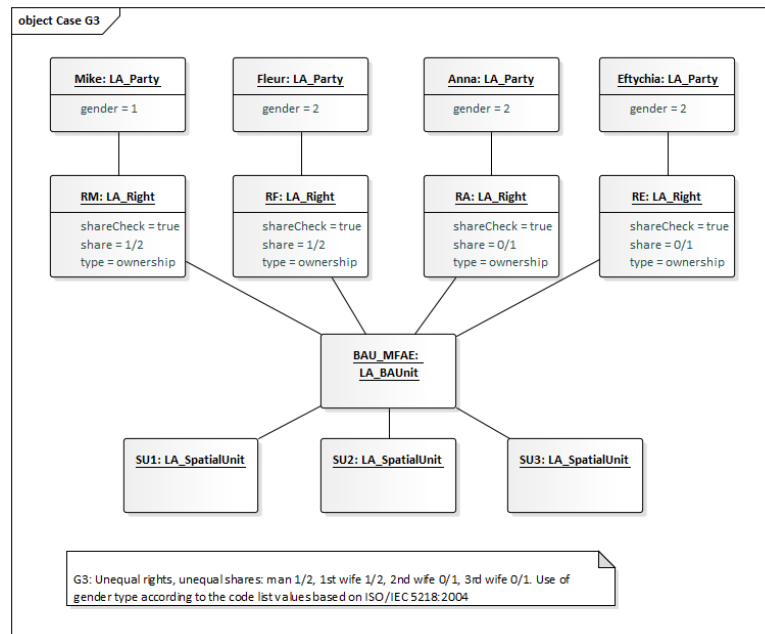 object Case G3
Mike: LA_Party
gender = 1
Fleur: LA_Party
gender = 2
Anna: LA_Party
gender = 2
Eftychia: LA_Party
gender = 2
RM: LA_Right
shareCheck = true
share = 1/2
type = ownership
RF: LA_Right
shareCheck = true
share = 1/2
type = ownership
RA: LA_Right
shareCheck = true
share = 0/1
type = ownership
RE: LA_Right
shareCheck = true
share = 0/1
type = ownership
BAU_MFAE:
LA_BAUnit
SU1: LA_SpatialUnit
SU2: LA_SpatialUnit
SU3: LA_SpatialUnit
G3: Unequal rights, unequal shares: man 1/2, 1st wife 1/2, 2nd wife 0/1, 3rd wife 0/1. Use of
gender type according to the code list values based on ISO/IEC 5218:2004